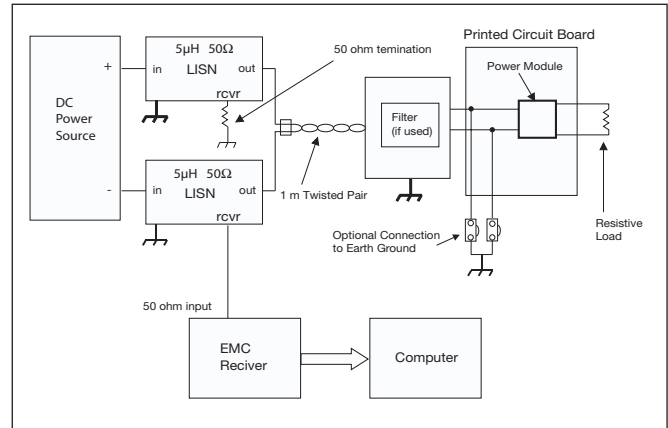 Printed Circuit Board
5µH 50Ω
LISN
in
out
rcvr
+
50 ohm temination
Power Module
DC
Power
Source
Filter
(if used)
5µH 50Ω
LISN
-
in
out
rcvr
1 m Twisted Pair
Optional Connection
to Earth Ground
Resistive
Load
50 ohm input
EMC
Reciver
Computer